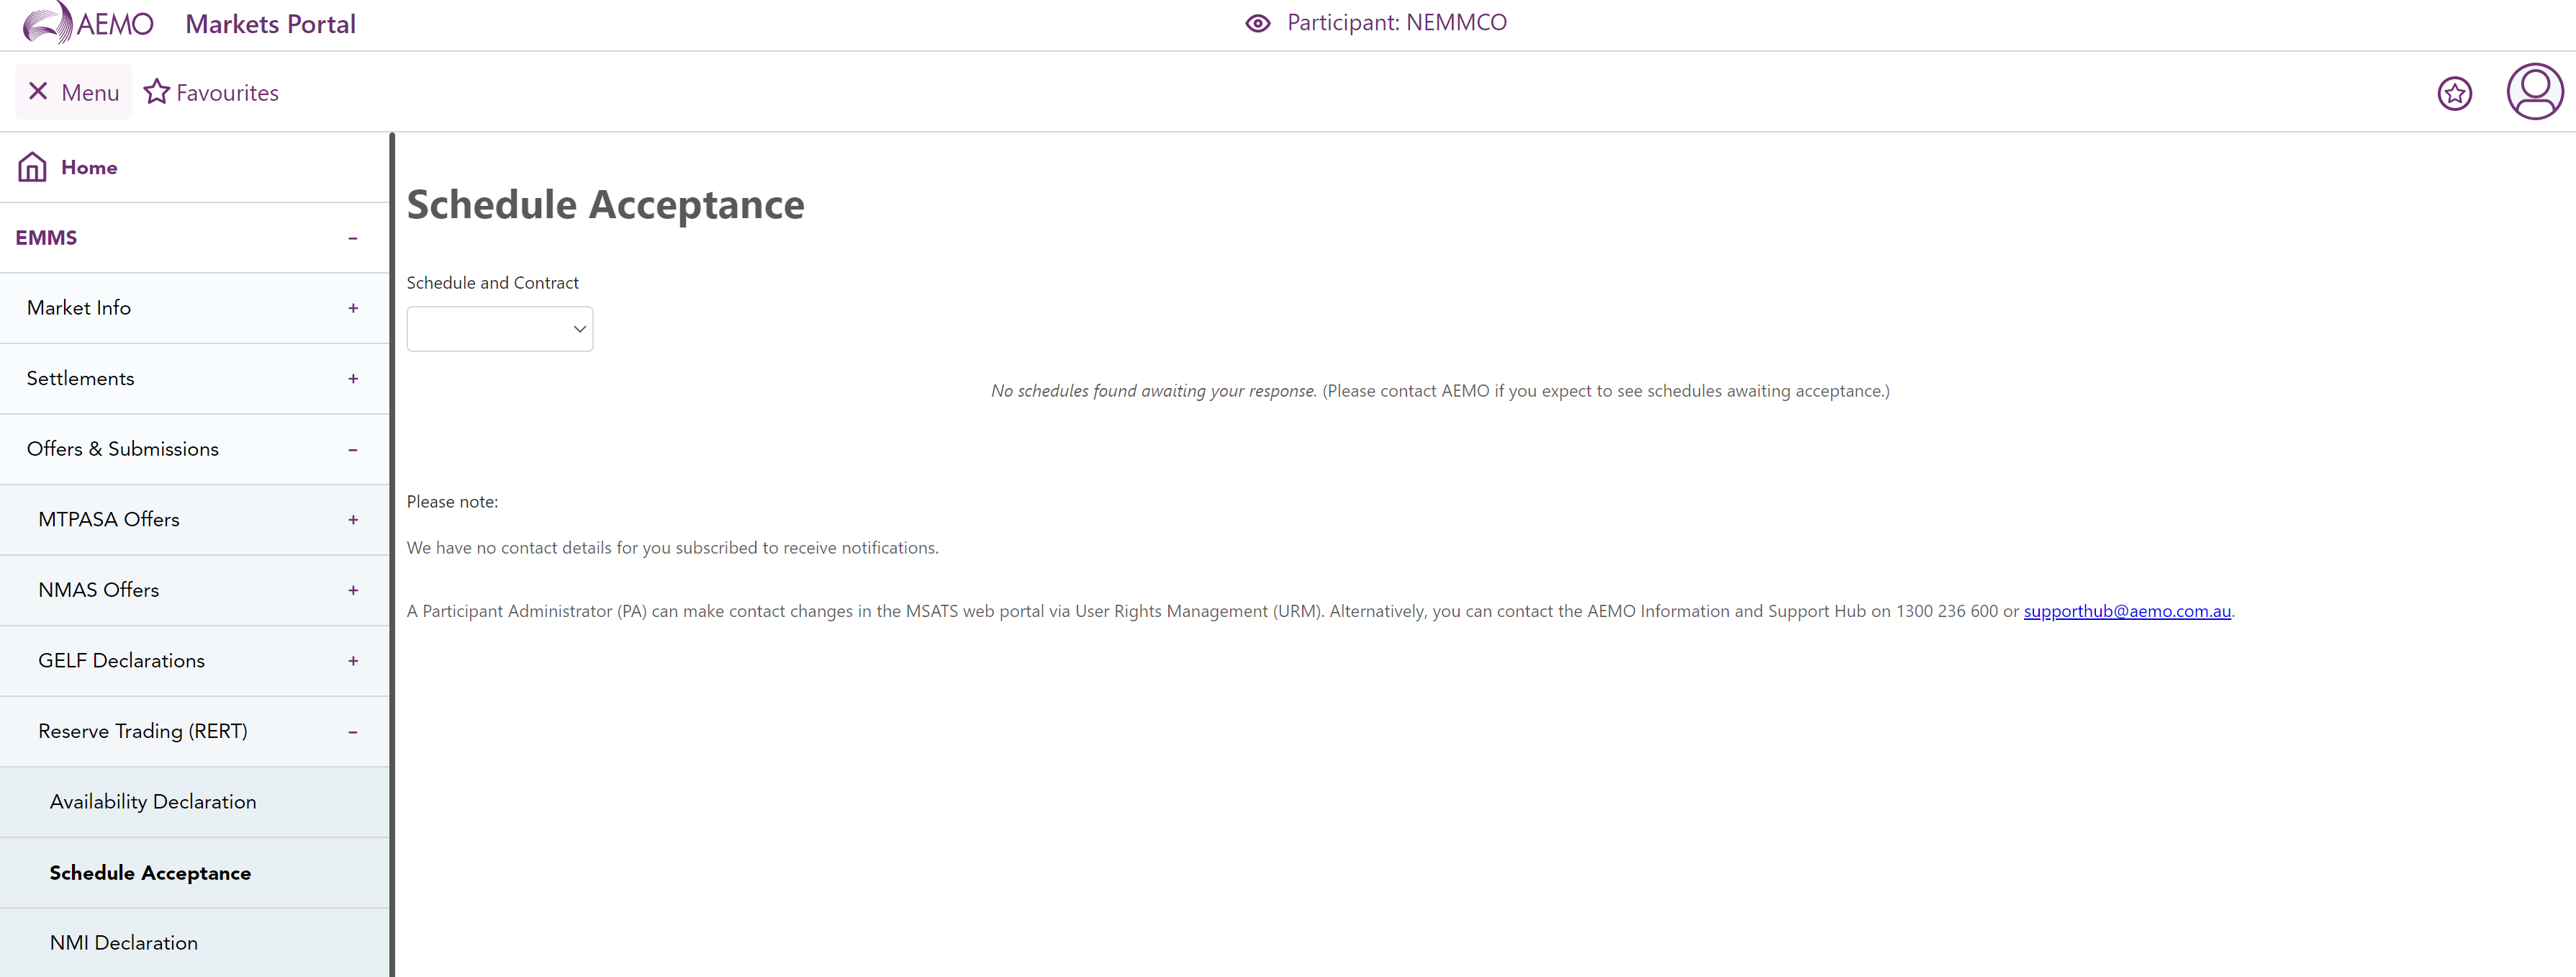 AEMO Markets Portal
Participant: NEMMCO
Menu
Favourites
Home
EMMS
Market Info
Settlements
Offers & Submissions
MTPASA Offers
NMAS Offers
GELF Declarations
Reserve Trading (RERT)
Availability Declaration
Schedule Acceptance
NMI Declaration
Schedule Acceptance
Schedule and Contract
No schedules found awaiting your response. (Please contact AEMO if you expect to see schedules awaiting acceptance.)
Please note:
We have no contact details for you subscribed to receive notifications.
A Participant Administrator (PA) can make contact changes in the MSATS web portal via User Rights Management (URM). Alternatively, you can contact the AEMO Information and Support Hub on 1300 236 600 or supporthub@aemo.com.au.